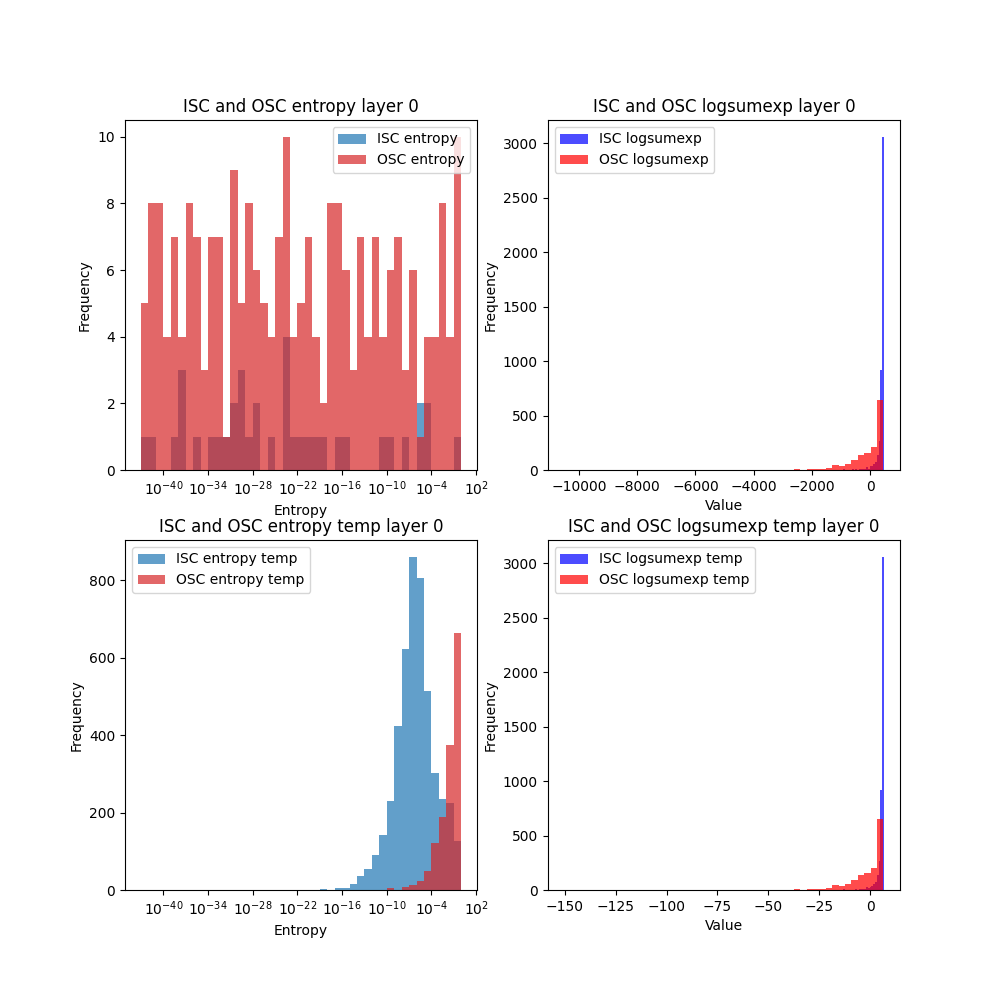 ISC and OSC entropy layer 0
ISC entropy
OSC entropy
Frequency
0
2
4
6
8
10
10⁻⁴⁰
10⁻³⁴
10⁻²⁸
10⁻²²
10⁻¹⁶
10⁻¹⁰
10⁻⁴
10²
Entropy
ISC and OSC logsumexp layer 0
ISC logsumexp
OSC logsumexp
Frequency
0
500
1000
1500
2000
2500
3000
−10000
−8000
−6000
−4000
−2000
0
Value
ISC and OSC entropy temp layer 0
ISC entropy temp
OSC entropy temp
Frequency
0
200
400
600
800
10⁻⁴⁰
10⁻³⁴
10⁻²⁸
10⁻²²
10⁻¹⁶
10⁻¹⁰
10⁻⁴
10²
Entropy
ISC and OSC logsumexp temp layer 0
ISC logsumexp temp
OSC logsumexp temp
Frequency
0
500
1000
1500
2000
2500
3000
−150
−125
−100
−75
−50
−25
0
Value